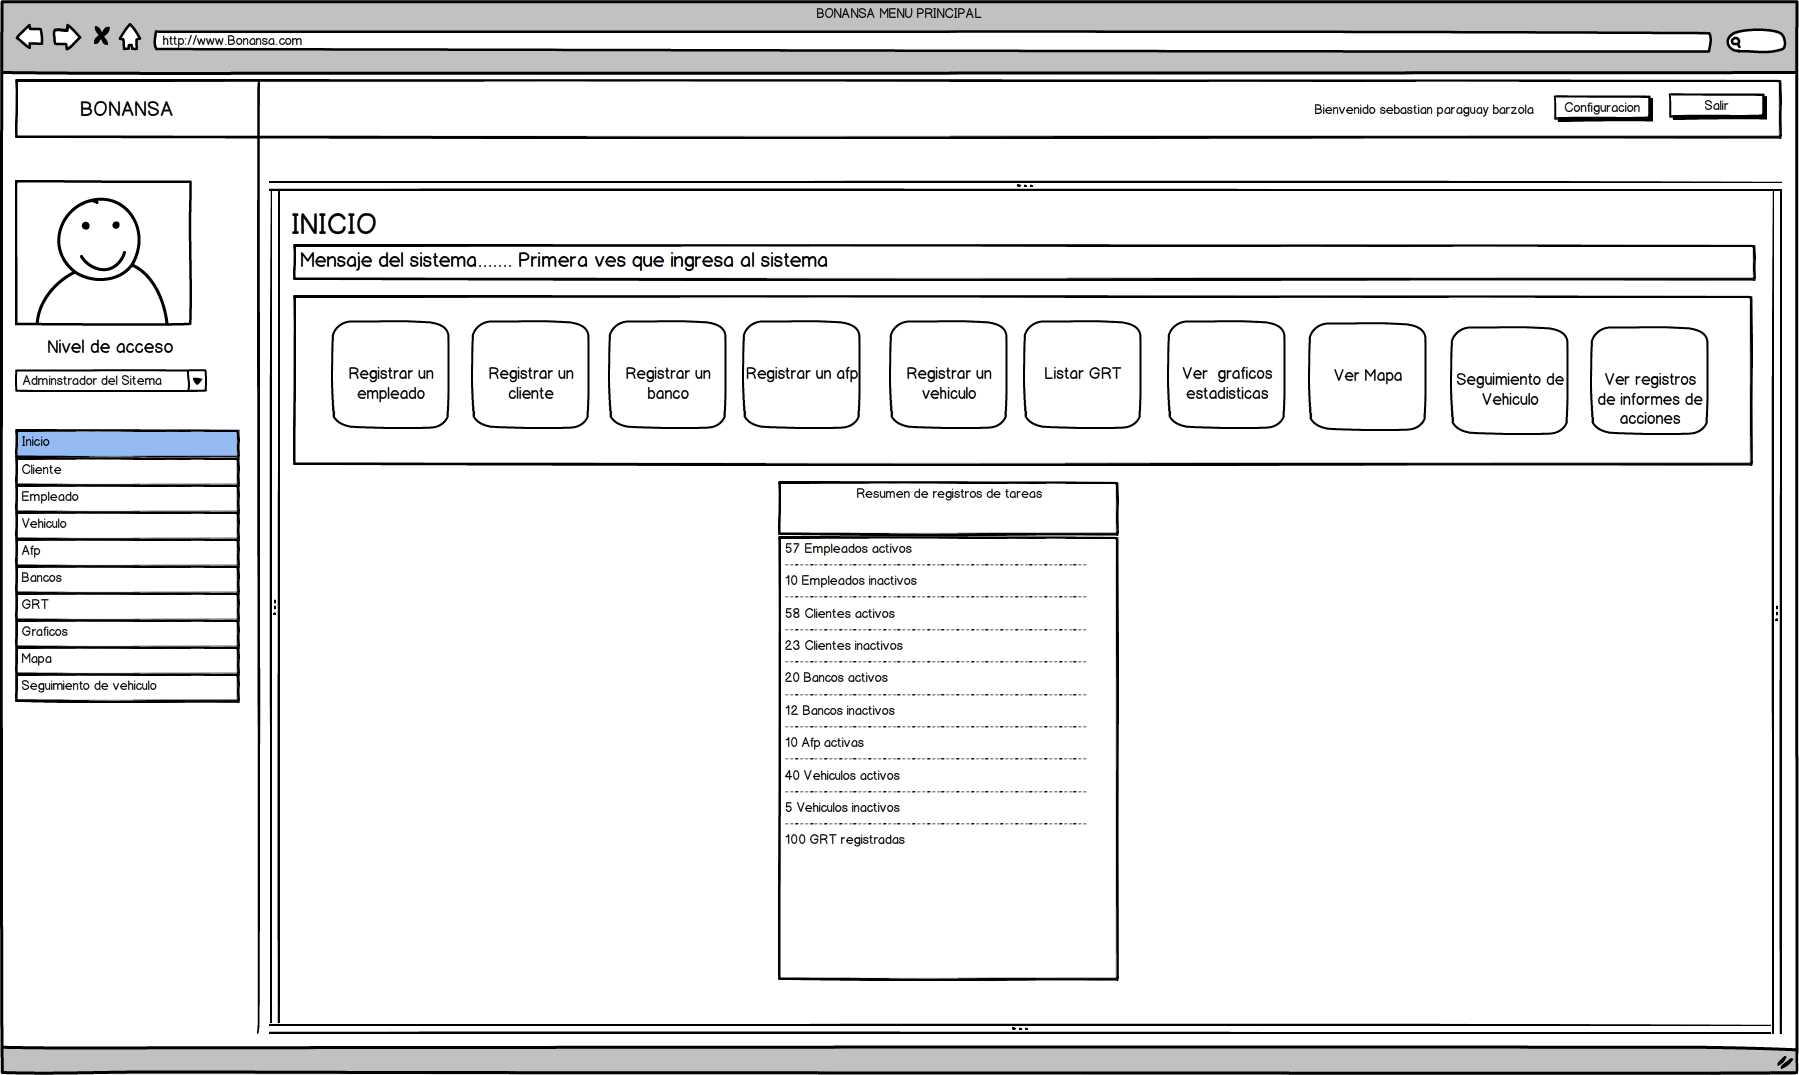 BONANSA MENU PRINCIPAL
http://www.Bonansa.com
BONANSA
Bienvenido sebastian paraguay barzola
Configuracion
Salir
Nivel de acceso
Adminstrador del Sitema
Inicio
Cliente
Empleado
Vehiculo
Afp
Bancos
GRT
Graficos
Mapa
Seguimiento de vehiculo
INICIO
Mensaje del sistema....... Primera ves que ingresa al sistema
Registrar un
empleado
Registrar un
cliente
Registrar un
banco
Registrar un afp
Registrar un
vehiculo
Listar GRT
Ver graficos
estadisticas
Ver Mapa
Seguimiento de
Vehiculo
Ver registros
de informes de
acciones
Resumen de registros de tareas
57 Empleados activos
10 Empleados inactivos
58 Clientes activos
23 Clientes inactivos
20 Bancos activos
12 Bancos inactivos
10 Afp activas
40 Vehiculos activos
5 Vehiculos inactivos
100 GRT registradas